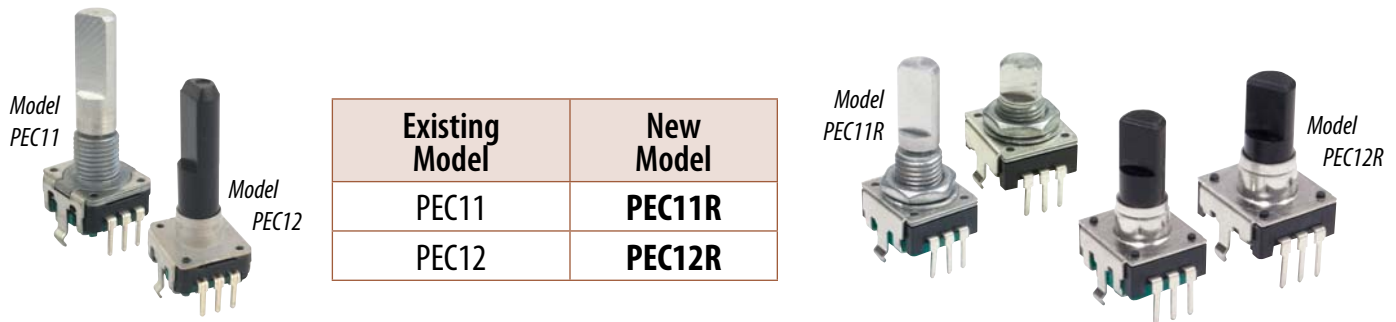 Model
PEC11
Model
PEC12
Existing
Model
New
Model
PEC11
PEC11R
PEC12
PEC12R
Model
PEC11R
Model
PEC12R